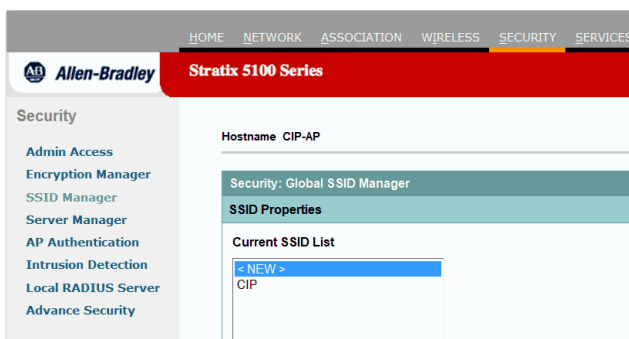 HOME NETWORK ASSOCIATION WIRELESS SECURITY SERVICES
AB Allen-Bradley
Stratix 5100 Series
Security
Admin Access
Encryption Manager
SSID Manager
Server Manager
AP Authentication
Intrusion Detection
Local RADIUS Server
Advance Security
Hostname CIP-AP
Security: Global SSID Manager
SSID Properties
Current SSID List
< NEW >
CIP